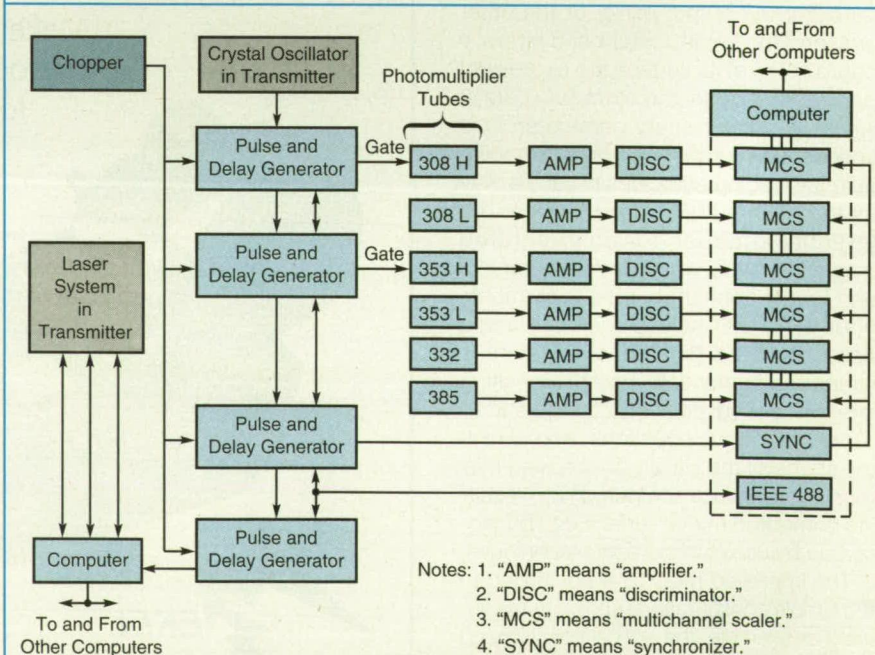 Chopper
Crystal Oscillator
in Transmitter
Photomultiplier
Tubes
To and From
Other Computers
Computer
Pulse and
Delay Generator
Gate
308 H
AMP
DISC
MCS
308 L
AMP
DISC
MCS
Laser
System
in
Transmitter
Pulse and
Delay Generator
Gate
353 H
AMP
DISC
MCS
353 L
AMP
DISC
MCS
332
AMP
DISC
MCS
385
AMP
DISC
MCS
Pulse and
Delay Generator
SYNC
IEEE 488
Pulse and
Delay Generator
Computer
To and From
Other Computers
Notes: 1. “AMP” means “amplifier.”
2. “DISC” means “discriminator.”
3. “MCS” means “multichannel scaler.”
4. “SYNC” means “synchronizer.”